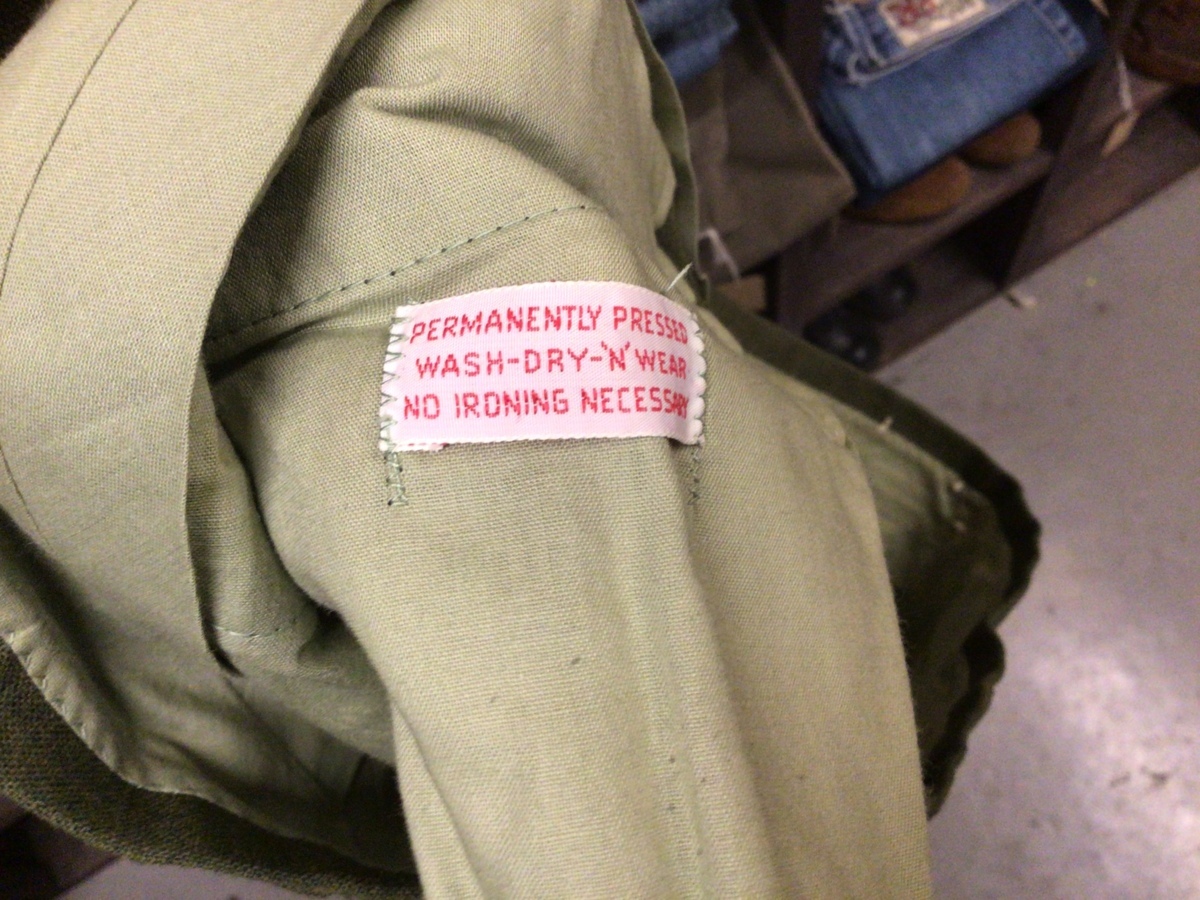 PERMANENTLY PRESSED
WASH-DRY-'N' WEAR
NO IRONING NECESSARY